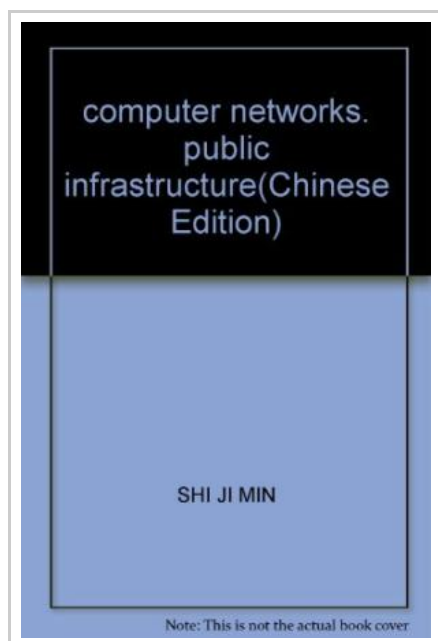 computer networks.
public
infrastructure(Chinese
Edition)
SHI JI MIN
Note: This is not the actual book cover